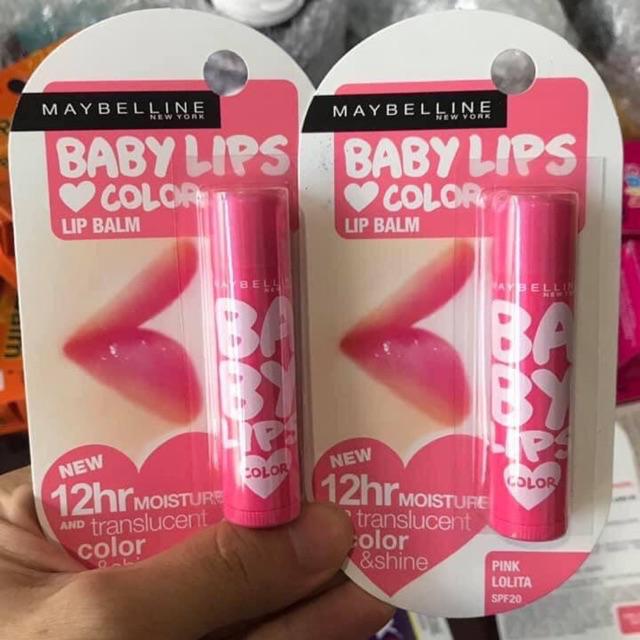 MAYBELLINE
NEW YORK
BABY LIPS
COLOR
LIP BALM
MAYBELLINE
NEW
BA
BY
LIPS
COLOR
NEW
12hr MOISTURE
AND translucent
color
&shine
MAYBELLINE
NEW YORK
BABY LIPS
COLOR
LIP BALM
MAYBELLINE
NEW YORK
BA
BY
LIPS
COLOR
NEW
12hr MOISTURE
translucent
color
&shine
PINK
LOLITA
SPF20